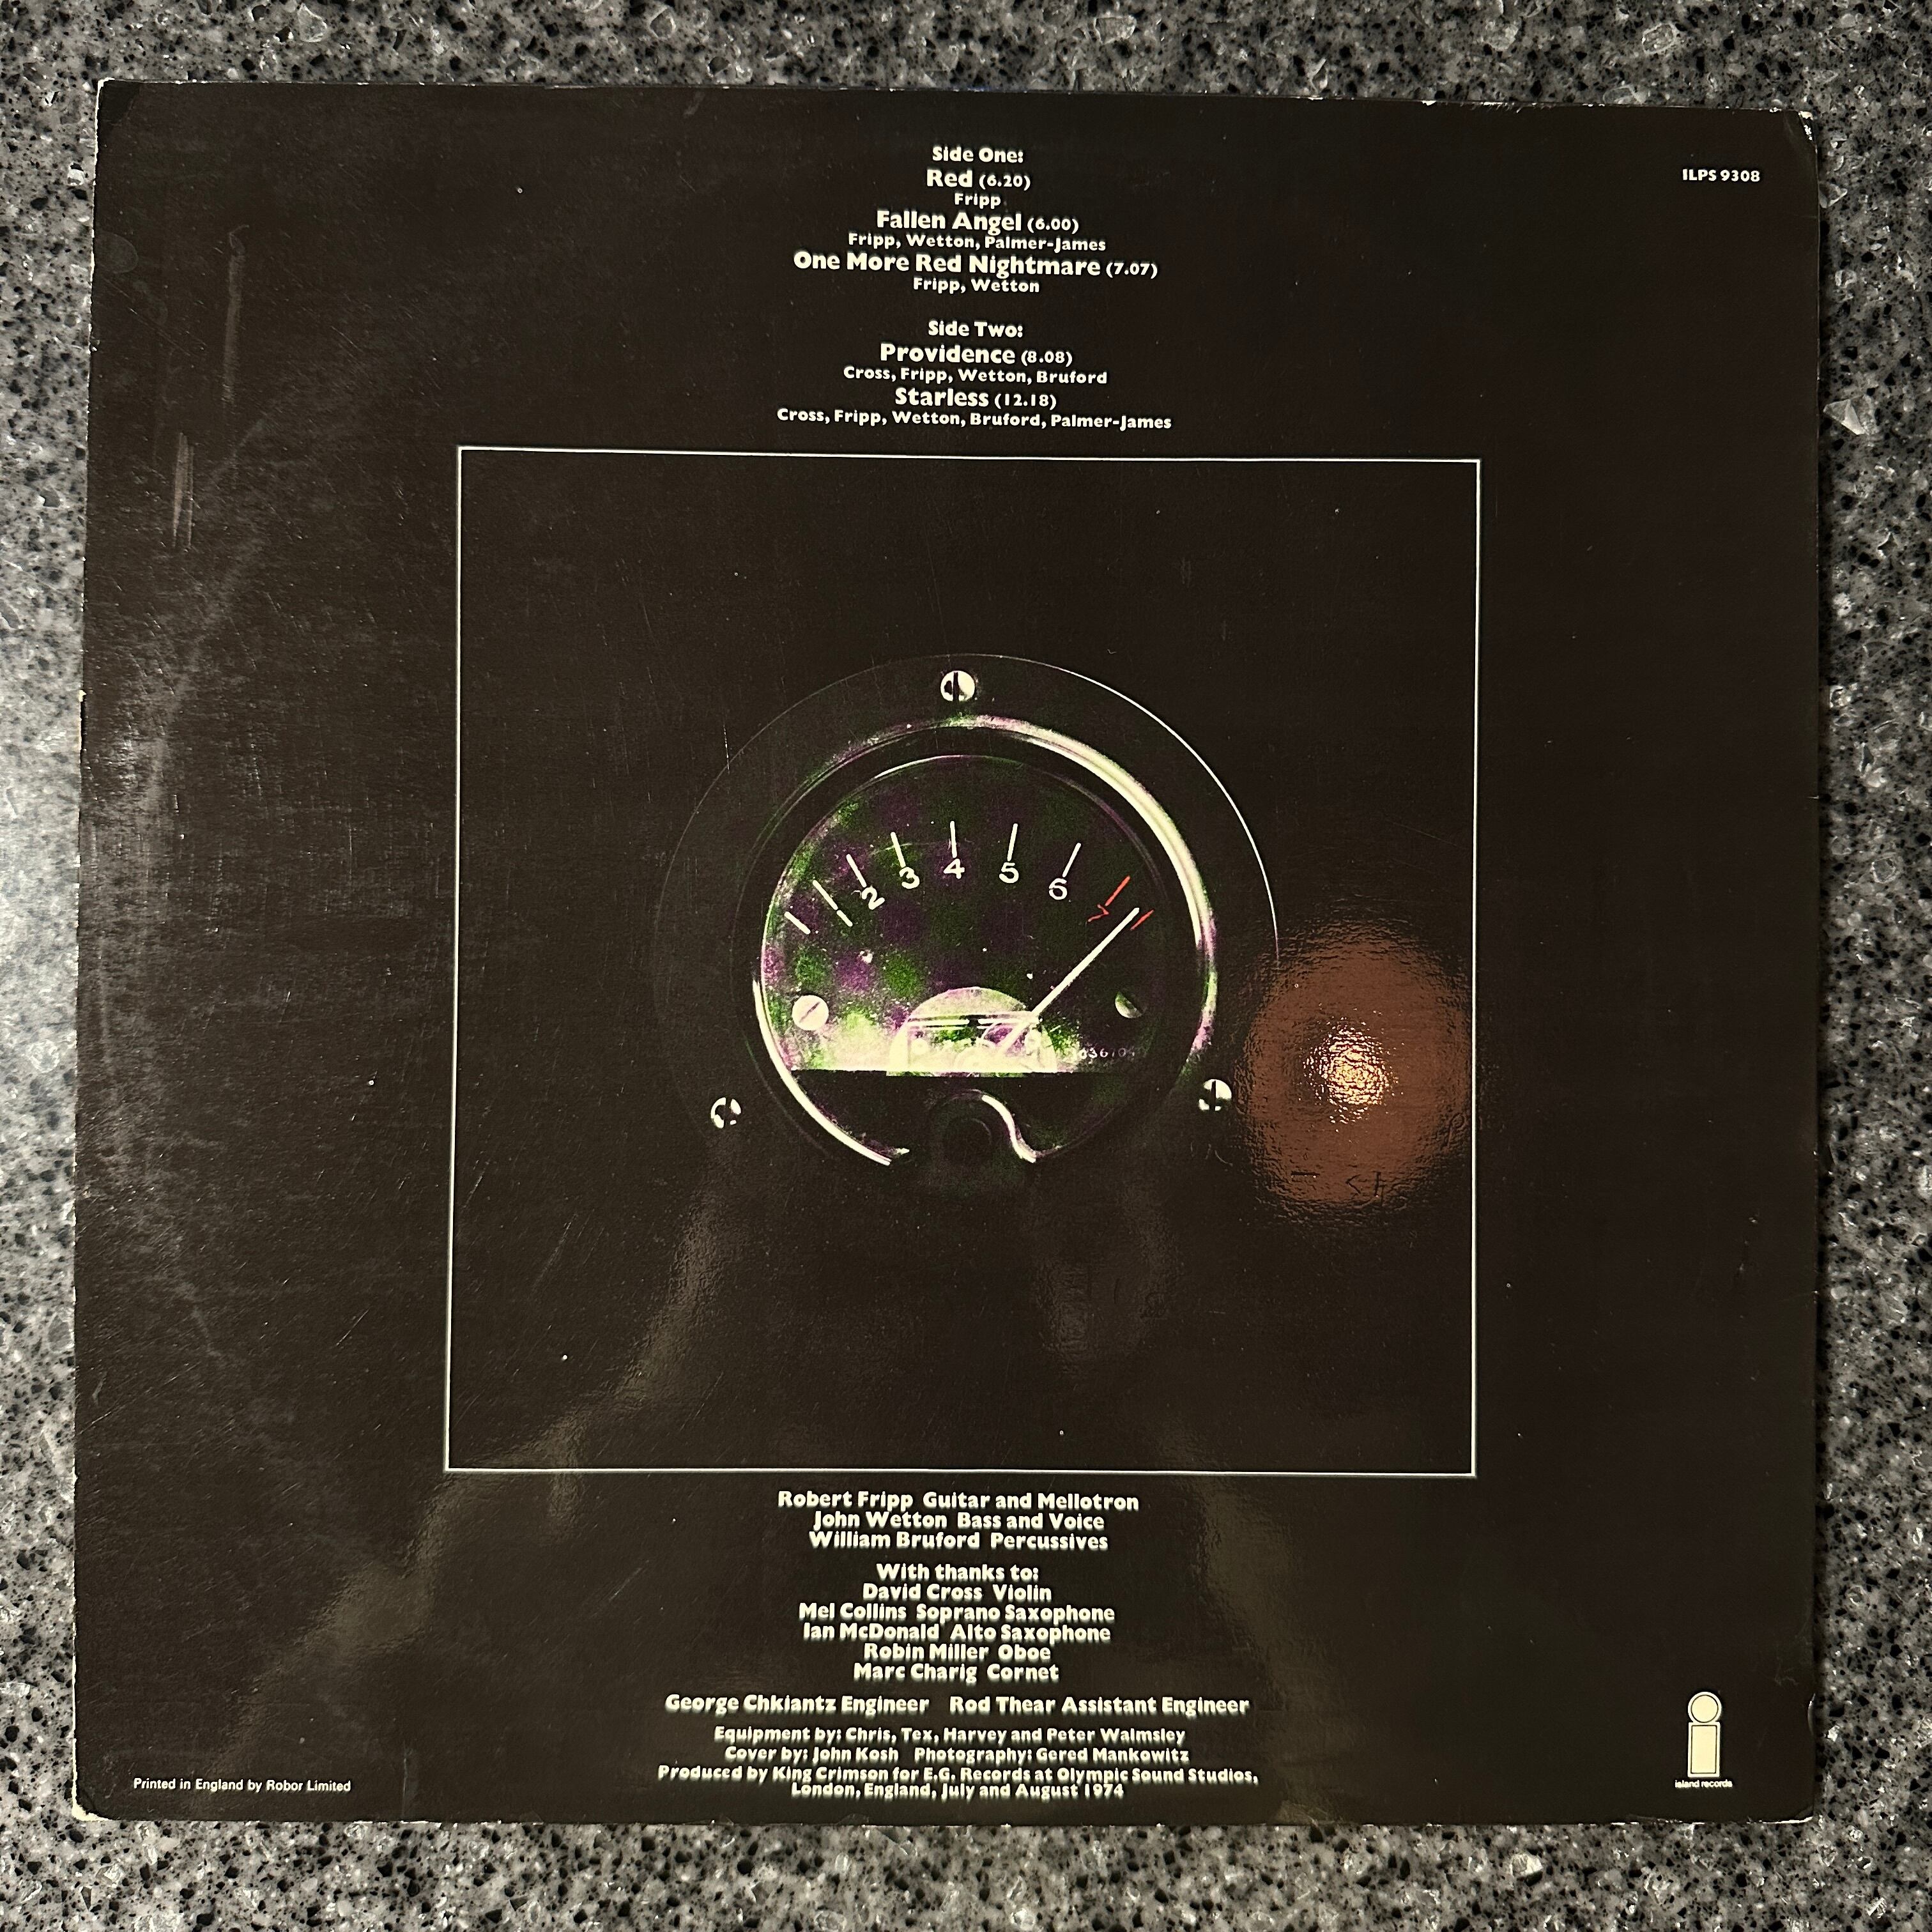 Side One:
Red (6.20)
Fripp
Fallen Angel (6.00)
Fripp, Wetton, Palmer-James
One More Red Nightmare (7.07)
Fripp, Wetton
Side Two:
Providence (8.08)
Cross, Fripp, Wetton, Bruford
Starless (12.18)
Cross, Fripp, Wetton, Bruford, Palmer-James
ILPS 9308
1 2 3 4 5 6 7
Robert Fripp Guitar and Mellotron
John Wetton Bass and Voice
William Bruford Percussives
With thanks to:
David Cross Violin
Mel Collins Soprano Saxophone
Ian McDonald Alto Saxophone
Robin Miller Oboe
Marc Charig Cornet
George Chkiantz Engineer Rod Thear Assistant Engineer
Equipment by: Chris, Tex, Harvey and Peter Walmsley
Cover by: John Kosh Photography: Gered Mankowitz
Produced by King Crimson for E.G. Records at Olympic Sound Studios,
London, England, July and August 1974
Printed in England by Robor Limited
island records